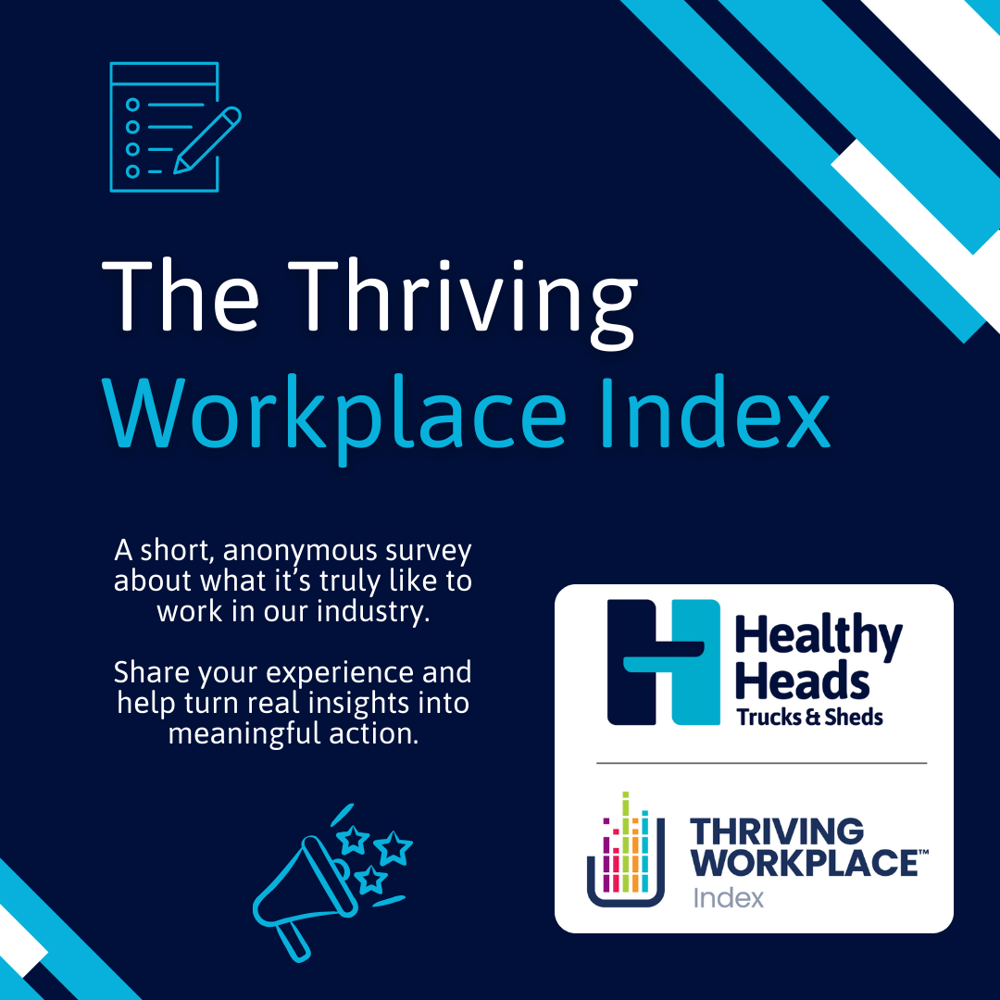 The Thriving
Workplace Index
A short, anonymous survey
about what it’s truly like to
work in our industry.
Share your experience and
help turn real insights into
meaningful action.
Healthy
Heads
Trucks & Sheds
THRIVING
WORKPLACE™
Index